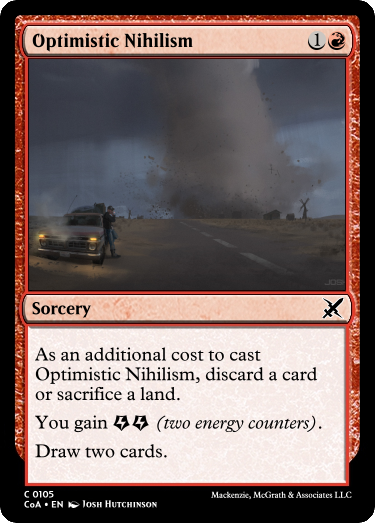 Optimistic Nihilism 1
Sorcery
As an additional cost to cast
Optimistic Nihilism, discard a card
or sacrifice a land.
You gain (two energy counters).
Draw two cards.
C 0105
CoA • EN Josh Hutchinson
Mackenzie, McGrath & Associates LLC